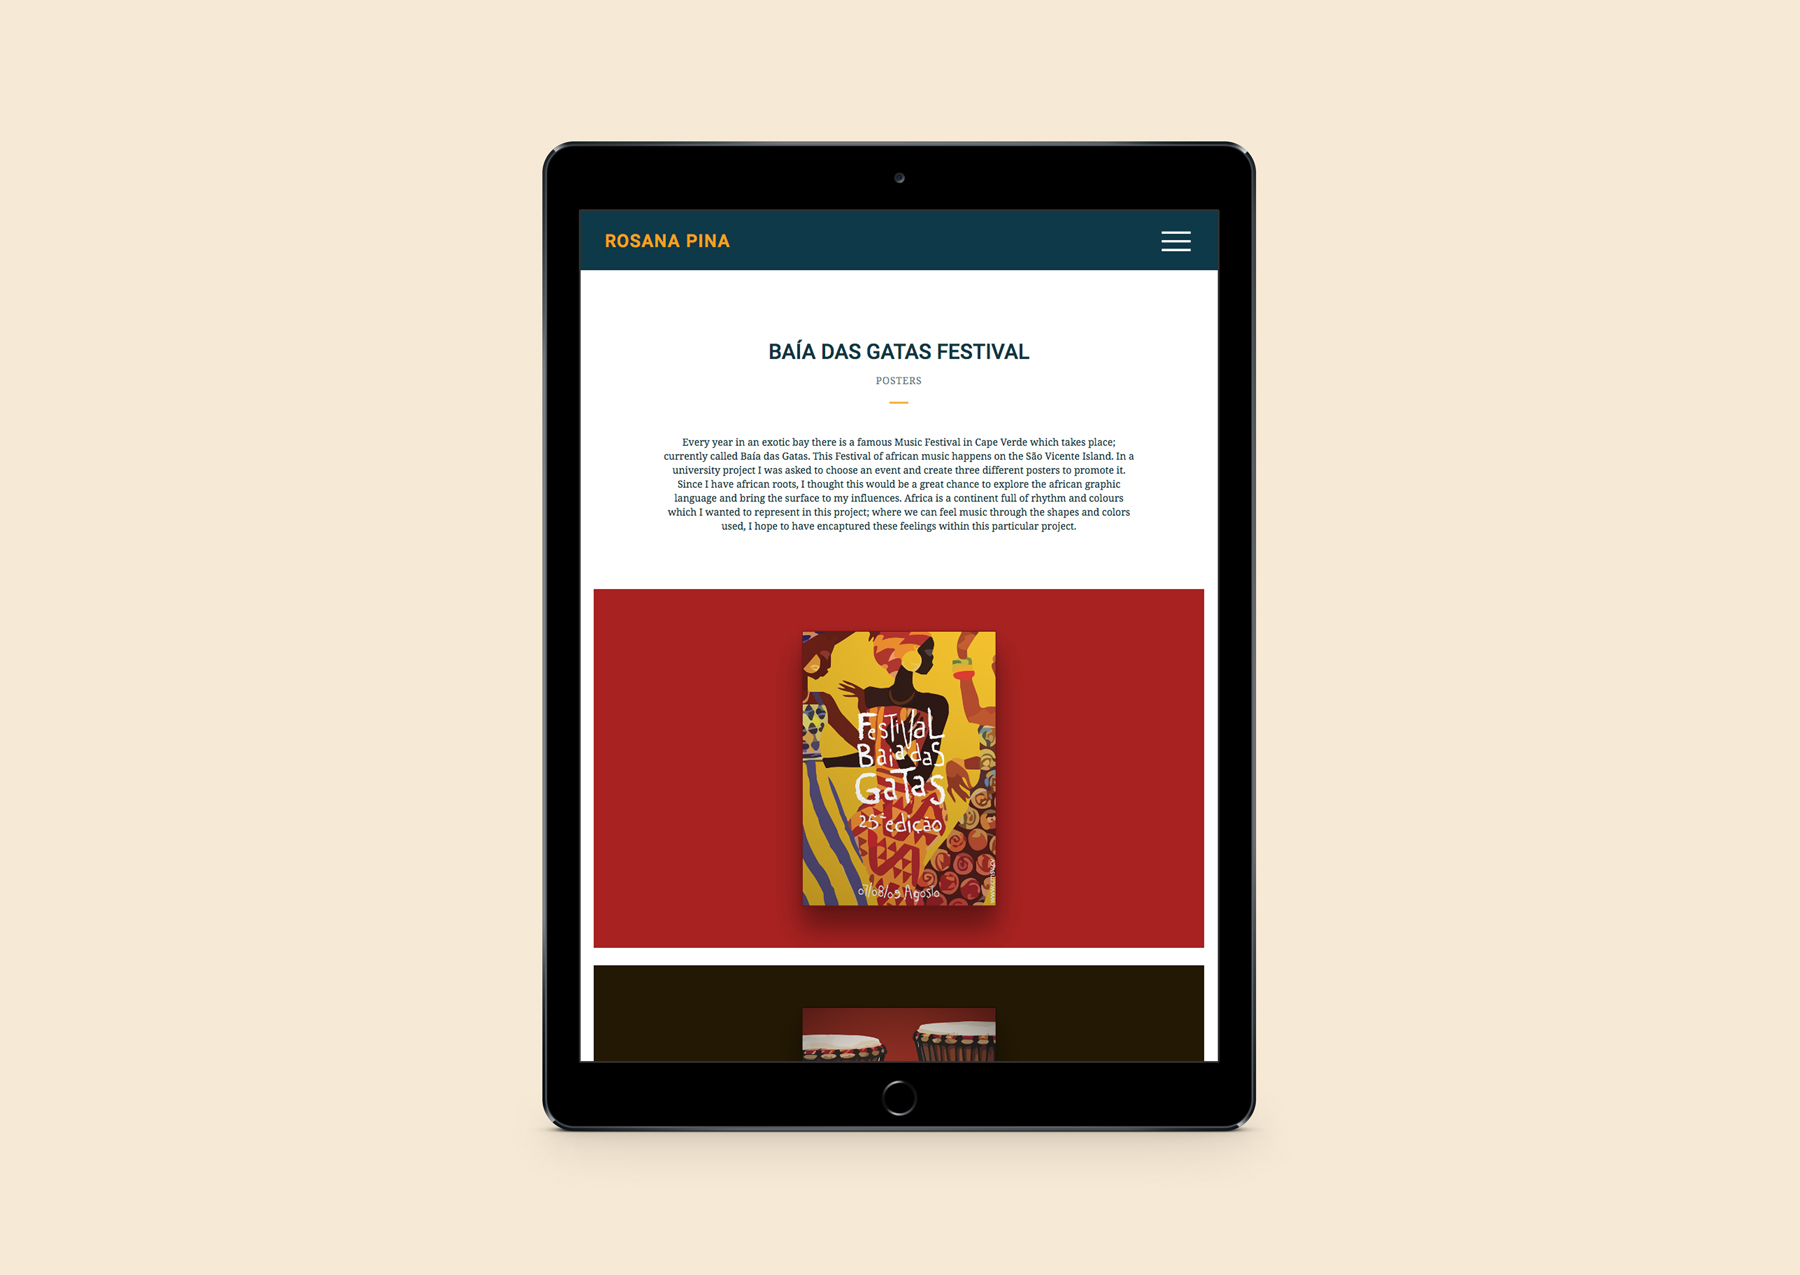 ROSANA PINA
BAÍA DAS GATAS FESTIVAL
POSTERS
Every year in an exotic bay there is a famous Music Festival in Cape Verde which takes place;
currently called Baía das Gatas. This Festival of african music happens on the São Vicente Island. In a
university project I was asked to choose an event and create three different posters to promote it.
Since I have african roots, I thought this would be a great chance to explore the african graphic
language and bring the surface to my influences. Africa is a continent full of rhythm and colours
which I wanted to represent in this project; where we can feel music through the shapes and colors
used, I hope to have encaptured these feelings within this particular project.
Festival
Baia das
Gatas
25ª edição
07/08/09 Agosto